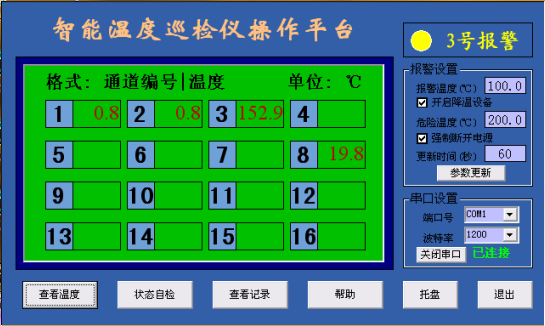 智能温度巡检仪操作平台
3号报警
格式: 通道编号|温度 单位: ℃
1 0.8 2 0.8 3 152.9 4
5 6 7 8 19.8
9 10 11 12
13 14 15 16
报警设置
报警温度(℃) 100.0
开启降温设备
危险温度(℃) 200.0
强制断开电源
更新时间(秒) 60
参数更新
串口设置
端口号 COM1
波特率 1200
关闭串口 已连接
查看温度 状态自检 查看记录 帮助 托盘 退出